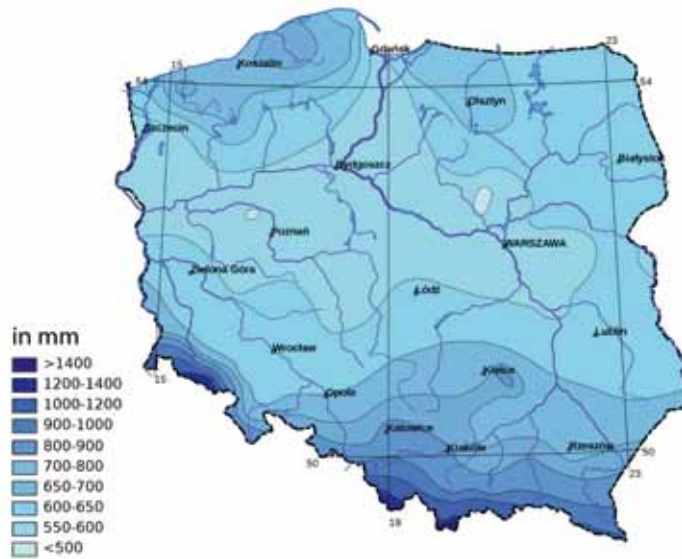 Gdańsk
23
15
Koszalin
54
54
Olsztyn
Szczecin
Białystok
Bydgoszcz
Poznań
WARSZAWA
Zielona Góra
Łódź
in mm
>1400
1200-1400
1000-1200
900-1000
800-900
700-800
650-700
600-650
550-600
<500
Lublin
Wrocław
15
Kielce
Opole
Katowice
Kraków
Rzeszów
50
50
23
19